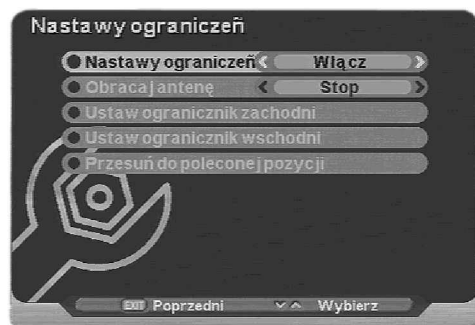 Nastawy ograniczeń
Nastawy ograniczeń Włącz
Obracaj antenę Stop
Ustaw ogranicznik zachodni
Ustaw ogranicznik wschodni
Przesuń do poleconej pozycji
EXIT Poprzedni Wybierz